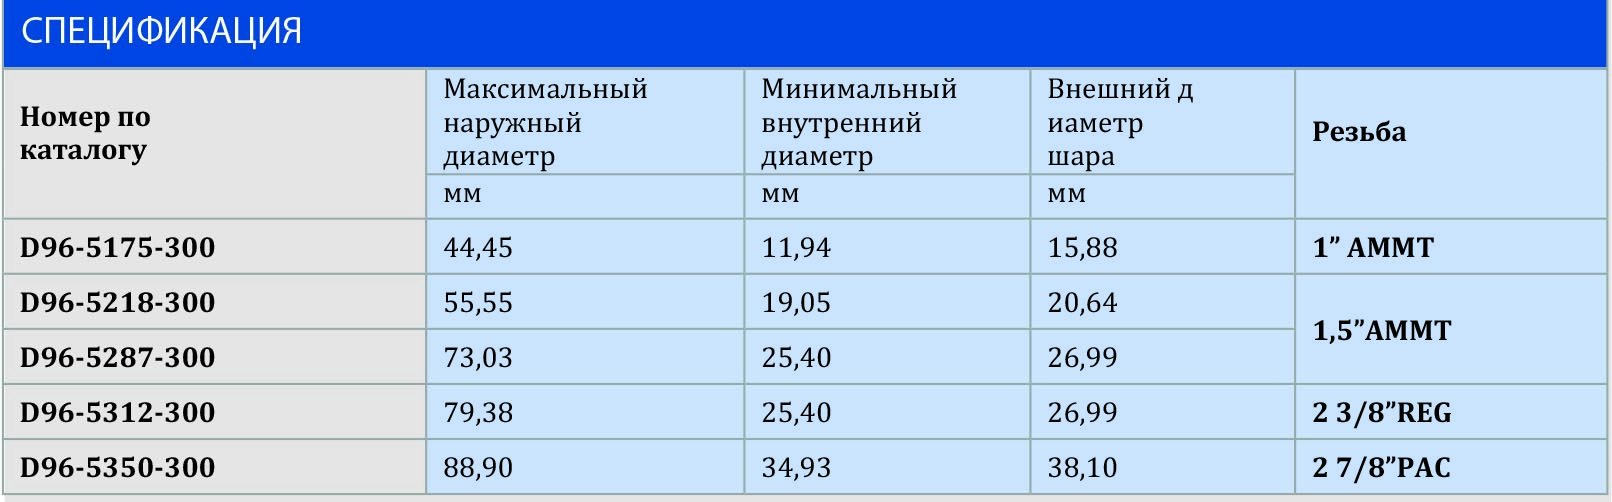 СПЕЦИФИКАЦИЯ
Номер по
каталогу
Максимальный
наружный
диаметр
Минимальный
внутренний
диаметр
Внешний д
иаметр
шара
Резьба
мм
мм
мм
D96-5175-300 44,45 11,94 15,88 1” AMMT
D96-5218-300 55,55 19,05 20,64
1,5”AMMT
D96-5287-300 73,03 25,40 26,99
D96-5312-300 79,38 25,40 26,99 2 3/8”REG
D96-5350-300 88,90 34,93 38,10 2 7/8”PAC